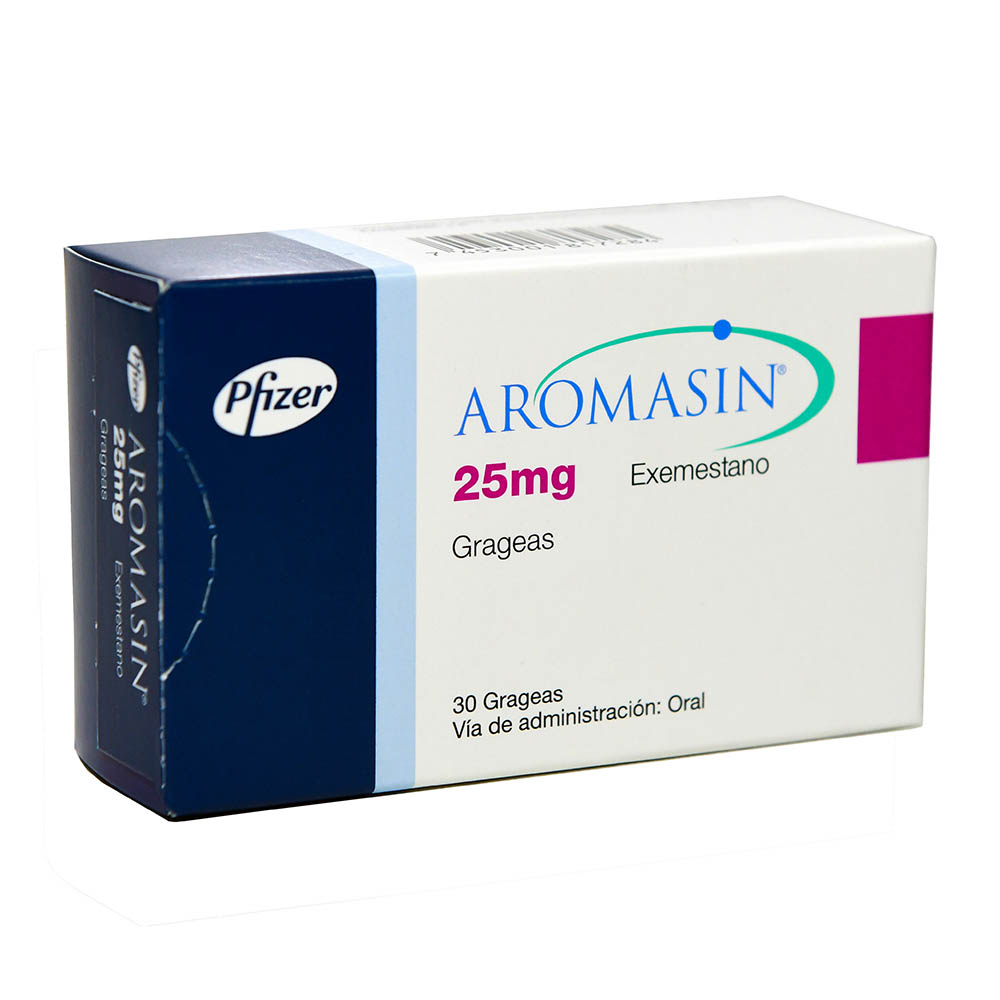 Pfizer
AROMASIN®
25mg
Exemestano
Grageas
30 Grageas
Vía de administración: Oral
Pfizer
AROMASIN®
25mg
Exemestano
Grageas